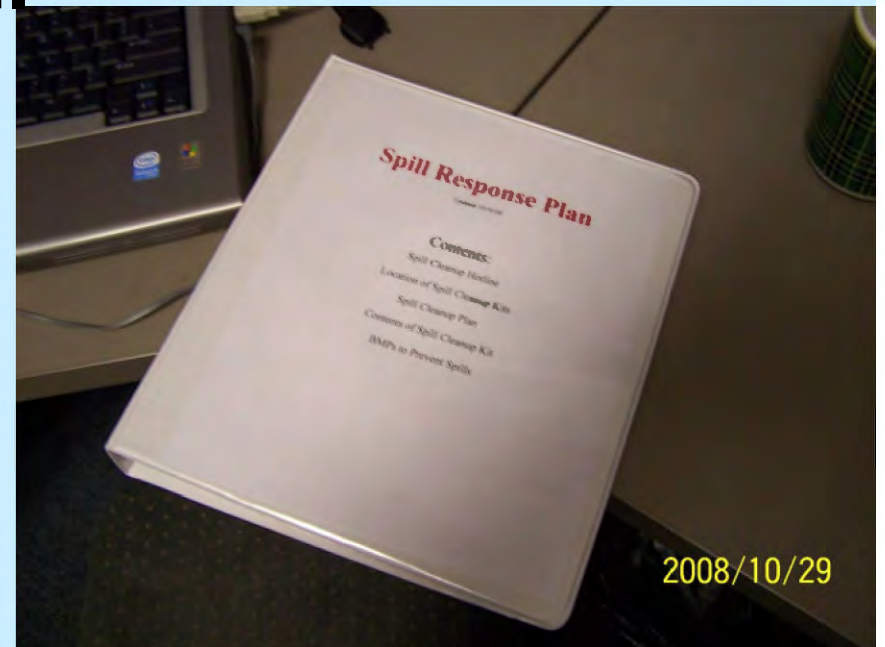 Spill Response Plan
Contents:
Spill Cleanup Hotline
Location of Spill Cleanup Kits
Spill Cleanup Plan
Contents of Spill Cleanup Kit
BMPs to Prevent Spills
intel
2008/10/29